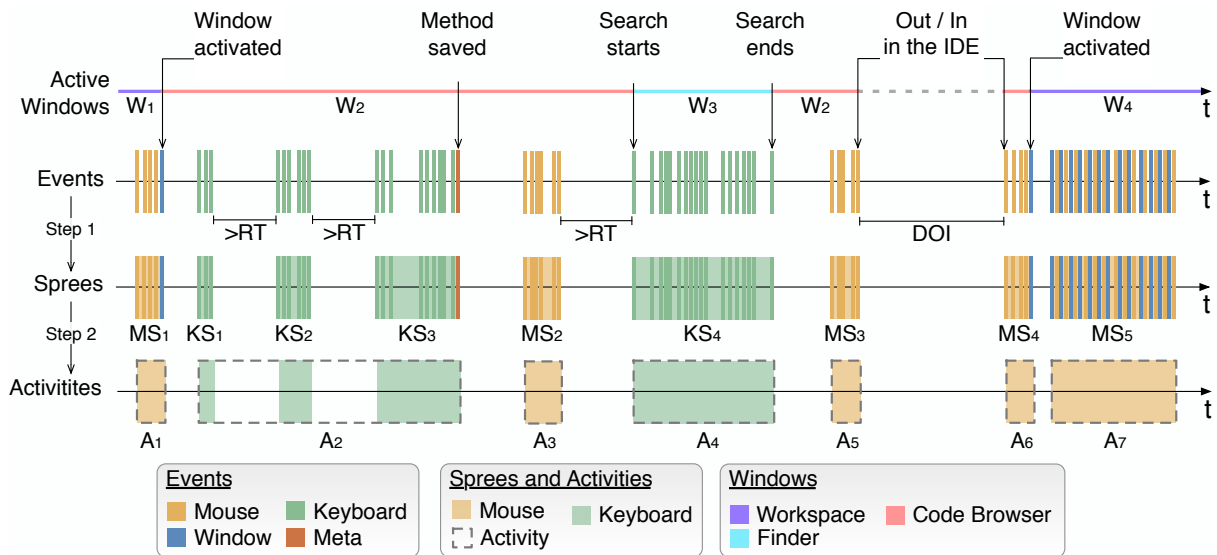 Window activated
Method saved
Search starts
Search ends
Out / In in the IDE
Window activated
Active Windows
W1
W2
W3
W2
W4
t
Events
t
Step 1
>RT
>RT
>RT
DOI
Sprees
t
Step 2
MS1
KS1
KS2
KS3
MS2
KS4
MS3
MS4
MS5
Activitites
t
A1
A2
A3
A4
A5
A6
A7
Events
Mouse
Keyboard
Window
Meta
Sprees and Activities
Mouse
Keyboard
Activity
Windows
Workspace
Code Browser
Finder